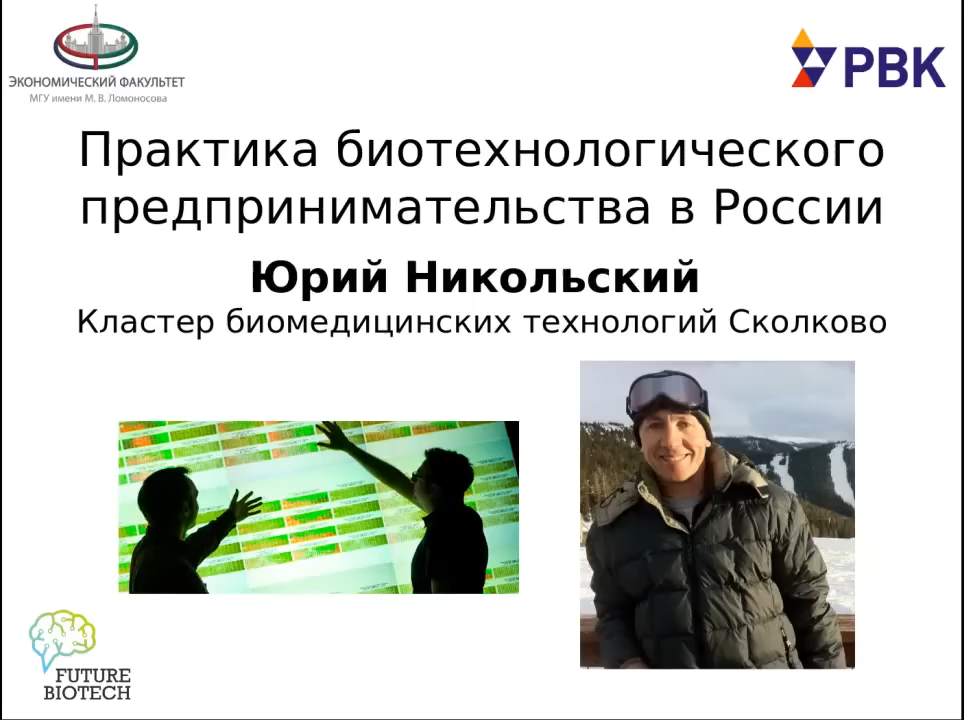 ЭКОНОМИЧЕСКИЙ ФАКУЛЬТЕТ
МГУ имени М. В. Ломоносова
РВК
Практика биотехнологического
предпринимательства в России
Юрий Никольский
Кластер биомедицинских технологий Сколково
FUTURE
BIOTECH